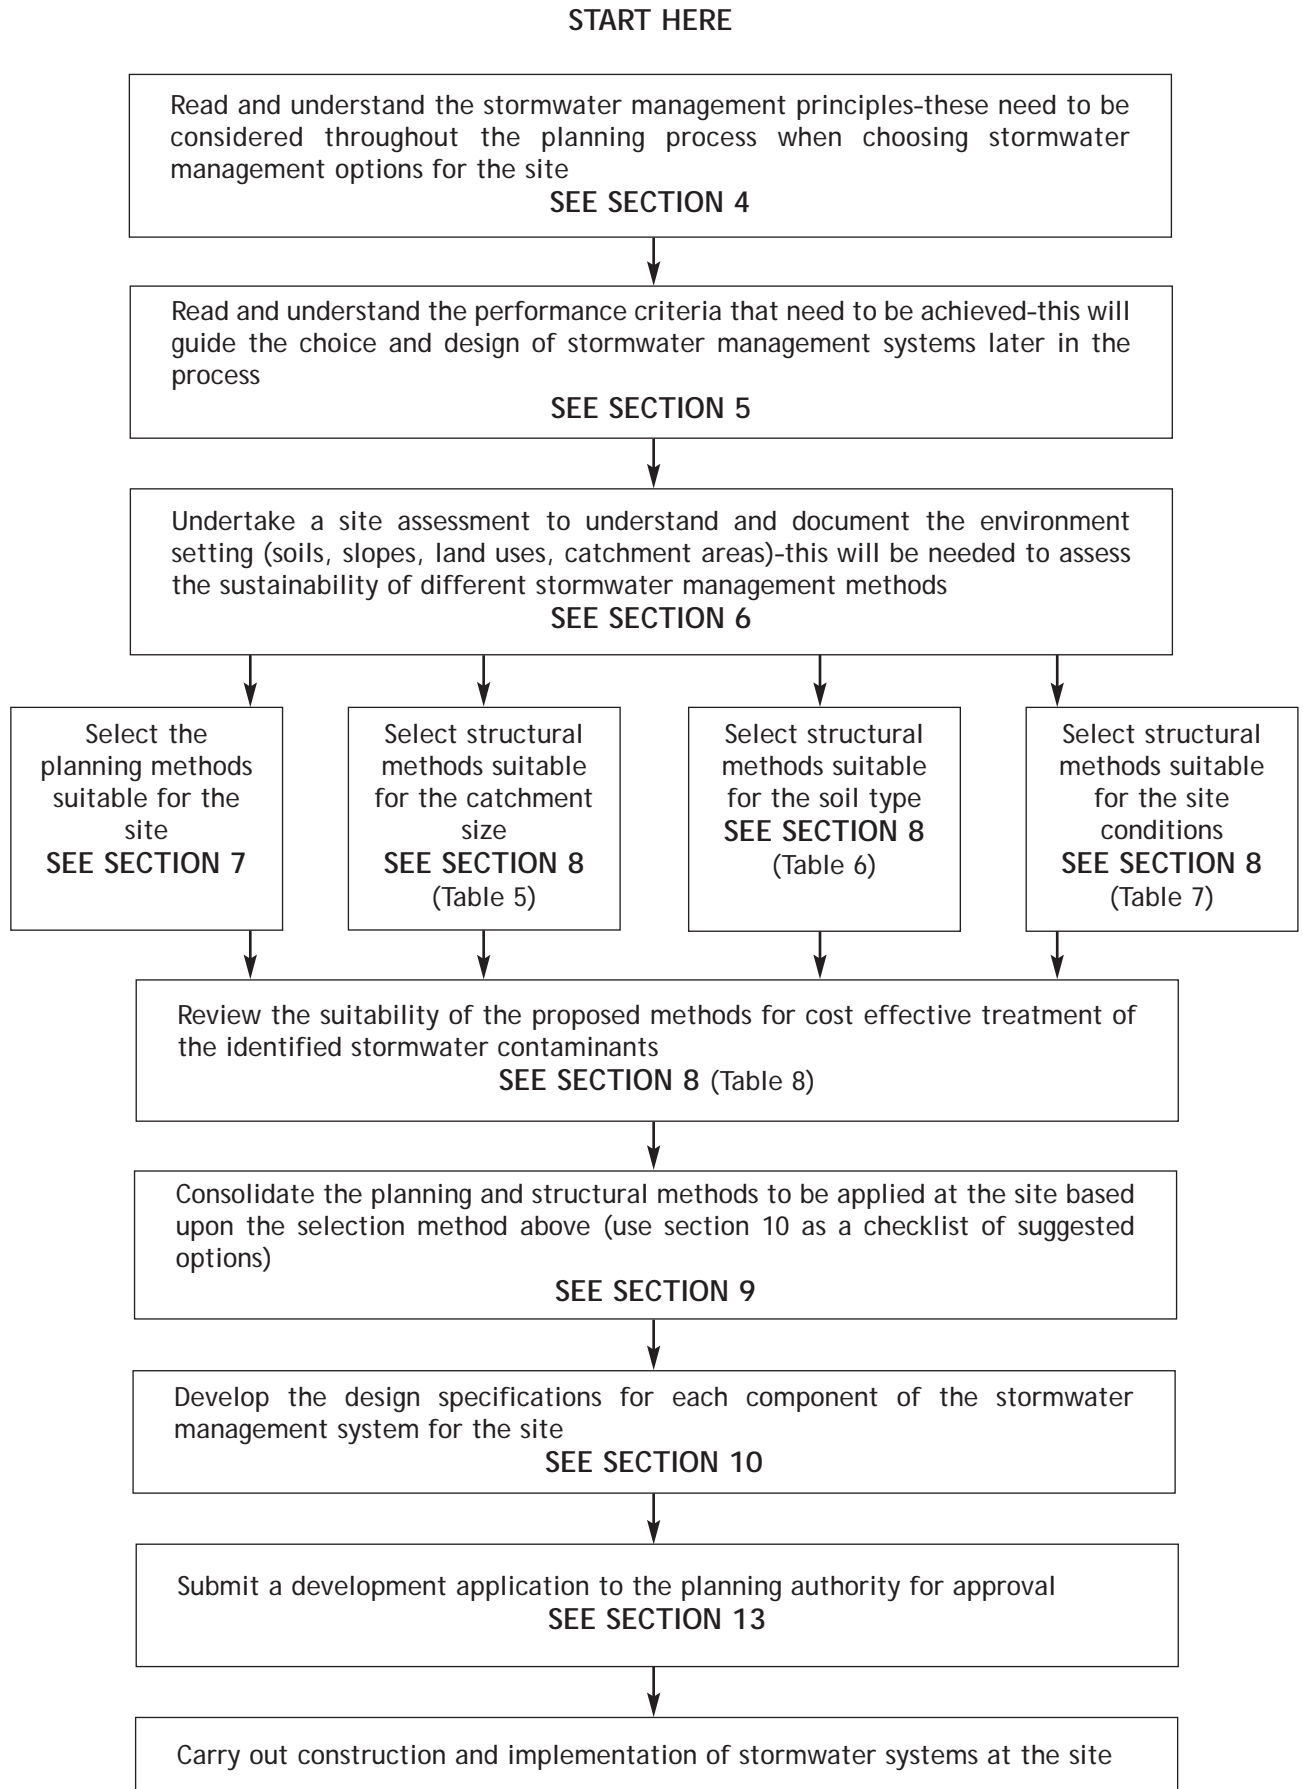 START HERE
Read and understand the stormwater management principles-these need to be
considered throughout the planning process when choosing stormwater
management options for the site
SEE SECTION 4
Read and understand the performance criteria that need to be achieved-this will
guide the choice and design of stormwater management systems later in the
process
SEE SECTION 5
Undertake a site assessment to understand and document the environment
setting (soils, slopes, land uses, catchment areas)-this will be needed to assess
the sustainability of different stormwater management methods
SEE SECTION 6
Select the
planning methods
suitable for the
site
SEE SECTION 7
Select structural
methods suitable
for the catchment
size
SEE SECTION 8
(Table 5)
Select structural
methods suitable
for the soil type
SEE SECTION 8
(Table 6)
Select structural
methods suitable
for the site
conditions
SEE SECTION 8
(Table 7)
Review the suitability of the proposed methods for cost effective treatment of
the identified stormwater contaminants
SEE SECTION 8 (Table 8)
Consolidate the planning and structural methods to be applied at the site based
upon the selection method above (use section 10 as a checklist of suggested
options)
SEE SECTION 9
Develop the design specifications for each component of the stormwater
management system for the site
SEE SECTION 10
Submit a development application to the planning authority for approval
SEE SECTION 13
Carry out construction and implementation of stormwater systems at the site